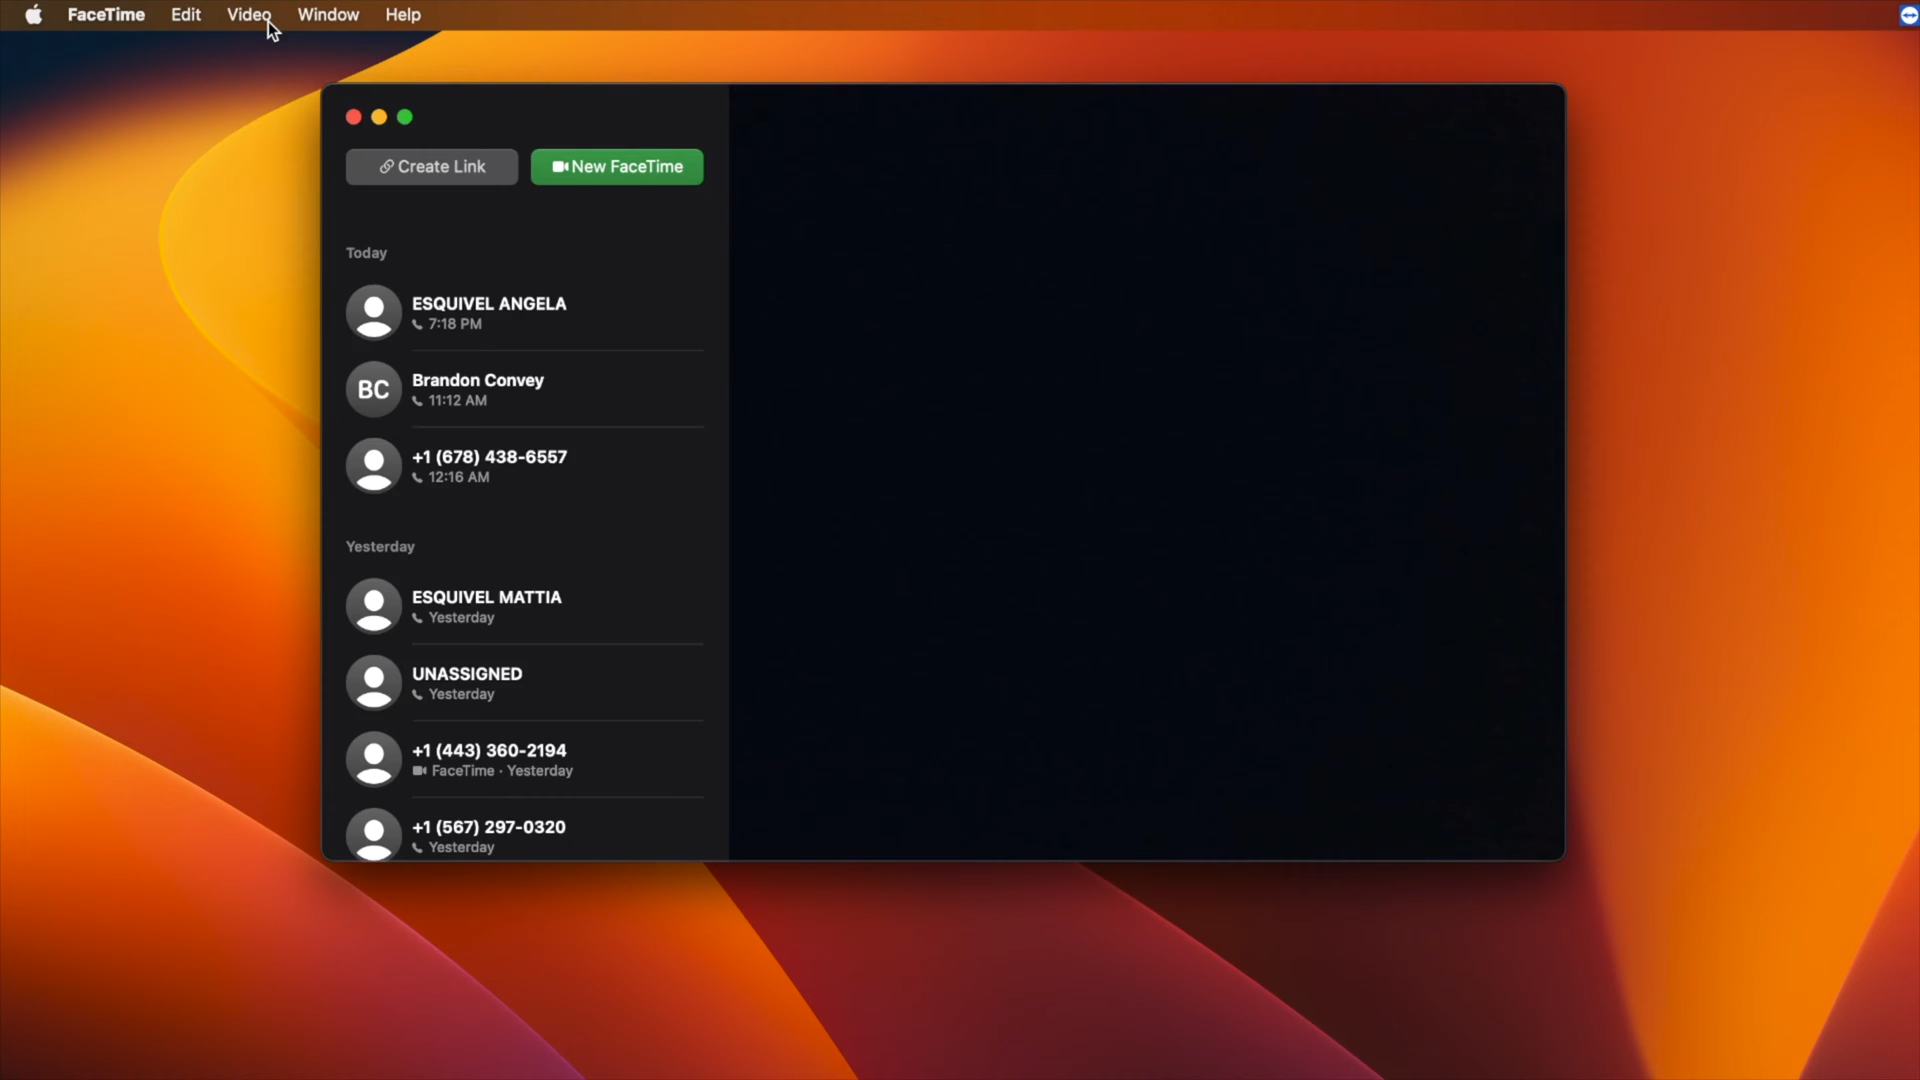 FaceTime Edit Video Window Help
Create Link New FaceTime
Today
ESQUIVEL ANGELA
7:18 PM
BC
Brandon Convey
11:12 AM
+1 (678) 438-6557
12:16 AM
Yesterday
ESQUIVEL MATTIA
Yesterday
UNASSIGNED
Yesterday
+1 (443) 360-2194
FaceTime · Yesterday
+1 (567) 297-0320
Yesterday